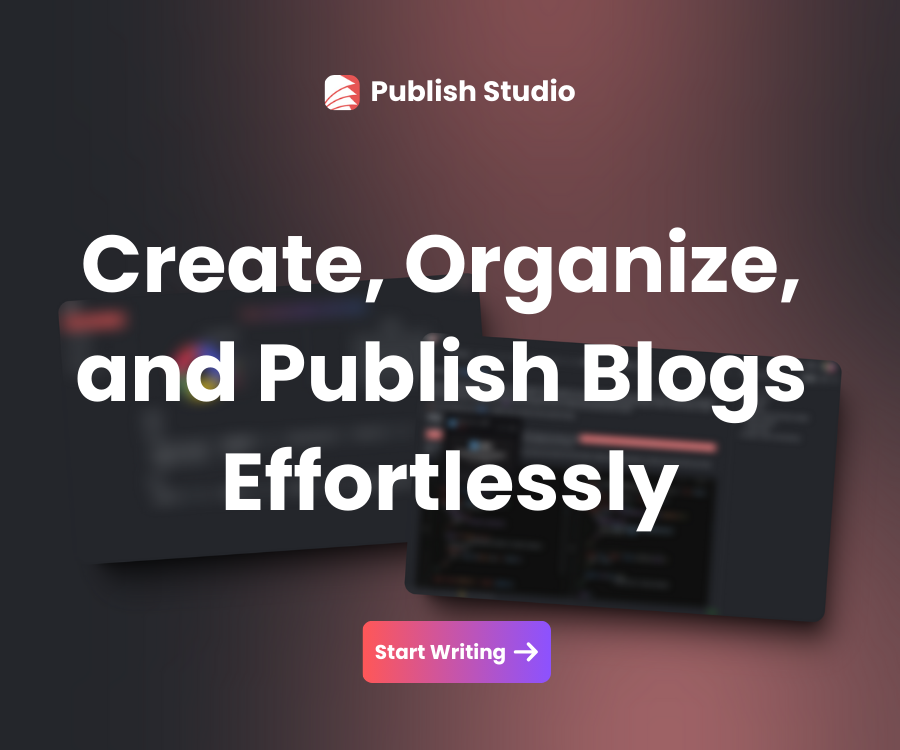 Publish Studio
Create, Organize,
and Publish Blogs
Effortlessly
Start Writing